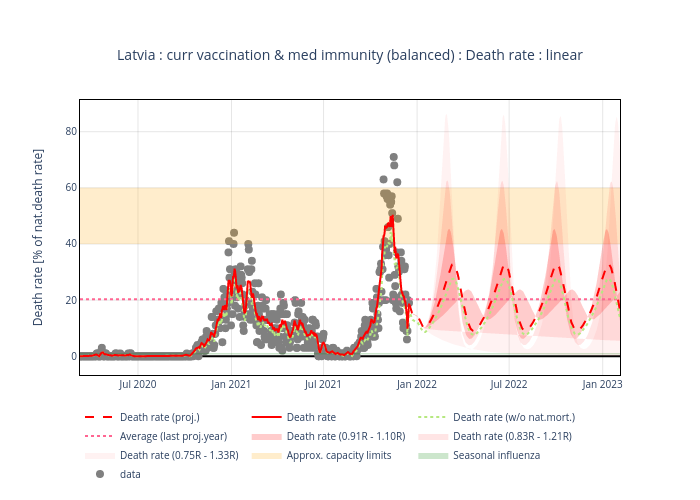 Latvia : curr vaccination & med immunity (balanced) : Death rate : linear
Death rate [% of nat.death rate]
80
60
40
20
0
Jul 2020
Jan 2021
Jul 2021
Jan 2022
Jul 2022
Jan 2023
Death rate (proj.)
Death rate
Death rate (w/o nat.mort.)
Average (last proj.year)
Death rate (0.91R - 1.10R)
Death rate (0.83R - 1.21R)
Death rate (0.75R - 1.33R)
Approx. capacity limits
Seasonal influenza
data